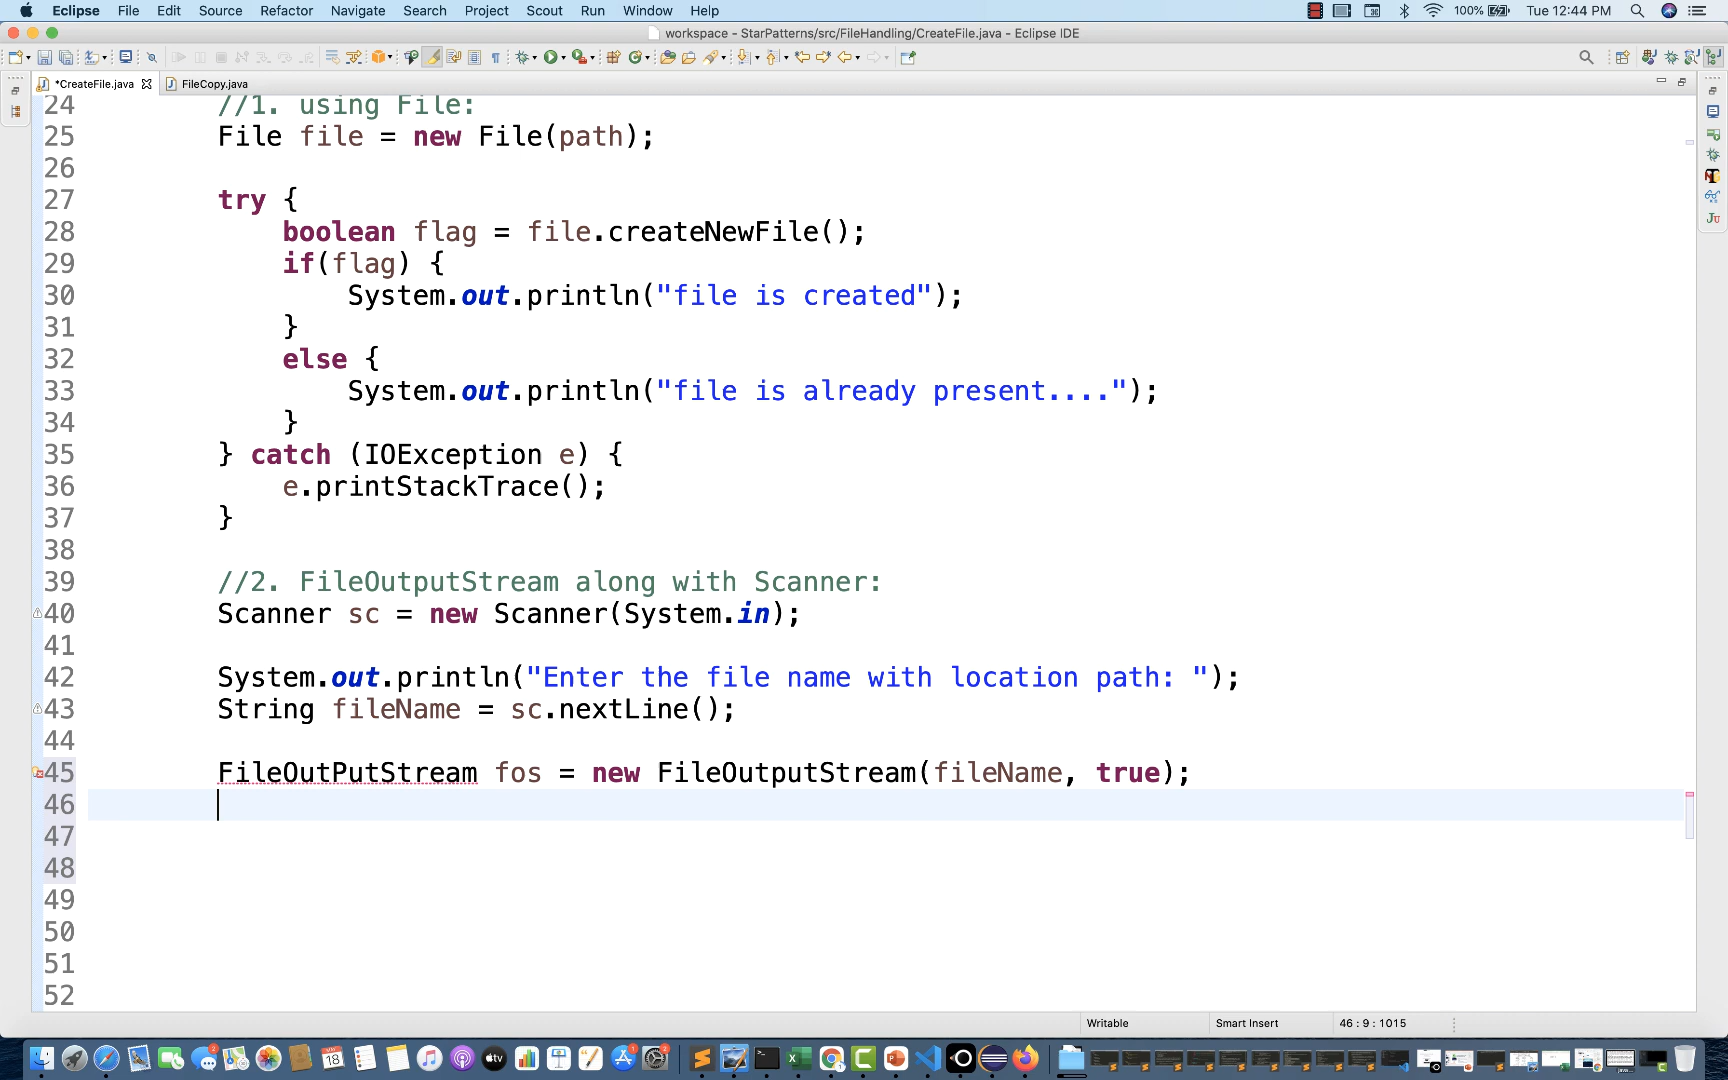 Eclipse File Edit Source Refactor Navigate Search Project Scout Run Window Help 100% Tue 12:44 PM
workspace - StarPatterns/src/FileHandling/CreateFile.java - Eclipse IDE
*CreateFile.java FileCopy.java
24 //1. using File:
25 File file = new File(path);
26
27 try {
28 boolean flag = file.createNewFile();
29 if(flag) {
30 System.out.println("file is created");
31 }
32 else {
33 System.out.println("file is already present....");
34 }
35 } catch (IOException e) {
36 e.printStackTrace();
37 }
38
39 //2. FileOutputStream along with Scanner:
40 Scanner sc = new Scanner(System.in);
41
42 System.out.println("Enter the file name with location path: ");
43 String fileName = sc.nextLine();
44
45 FileOutPutStream fos = new FileOutputStream(fileName, true);
46
47
48
49
50
51
52
Writable Smart Insert 46 : 9 : 1015